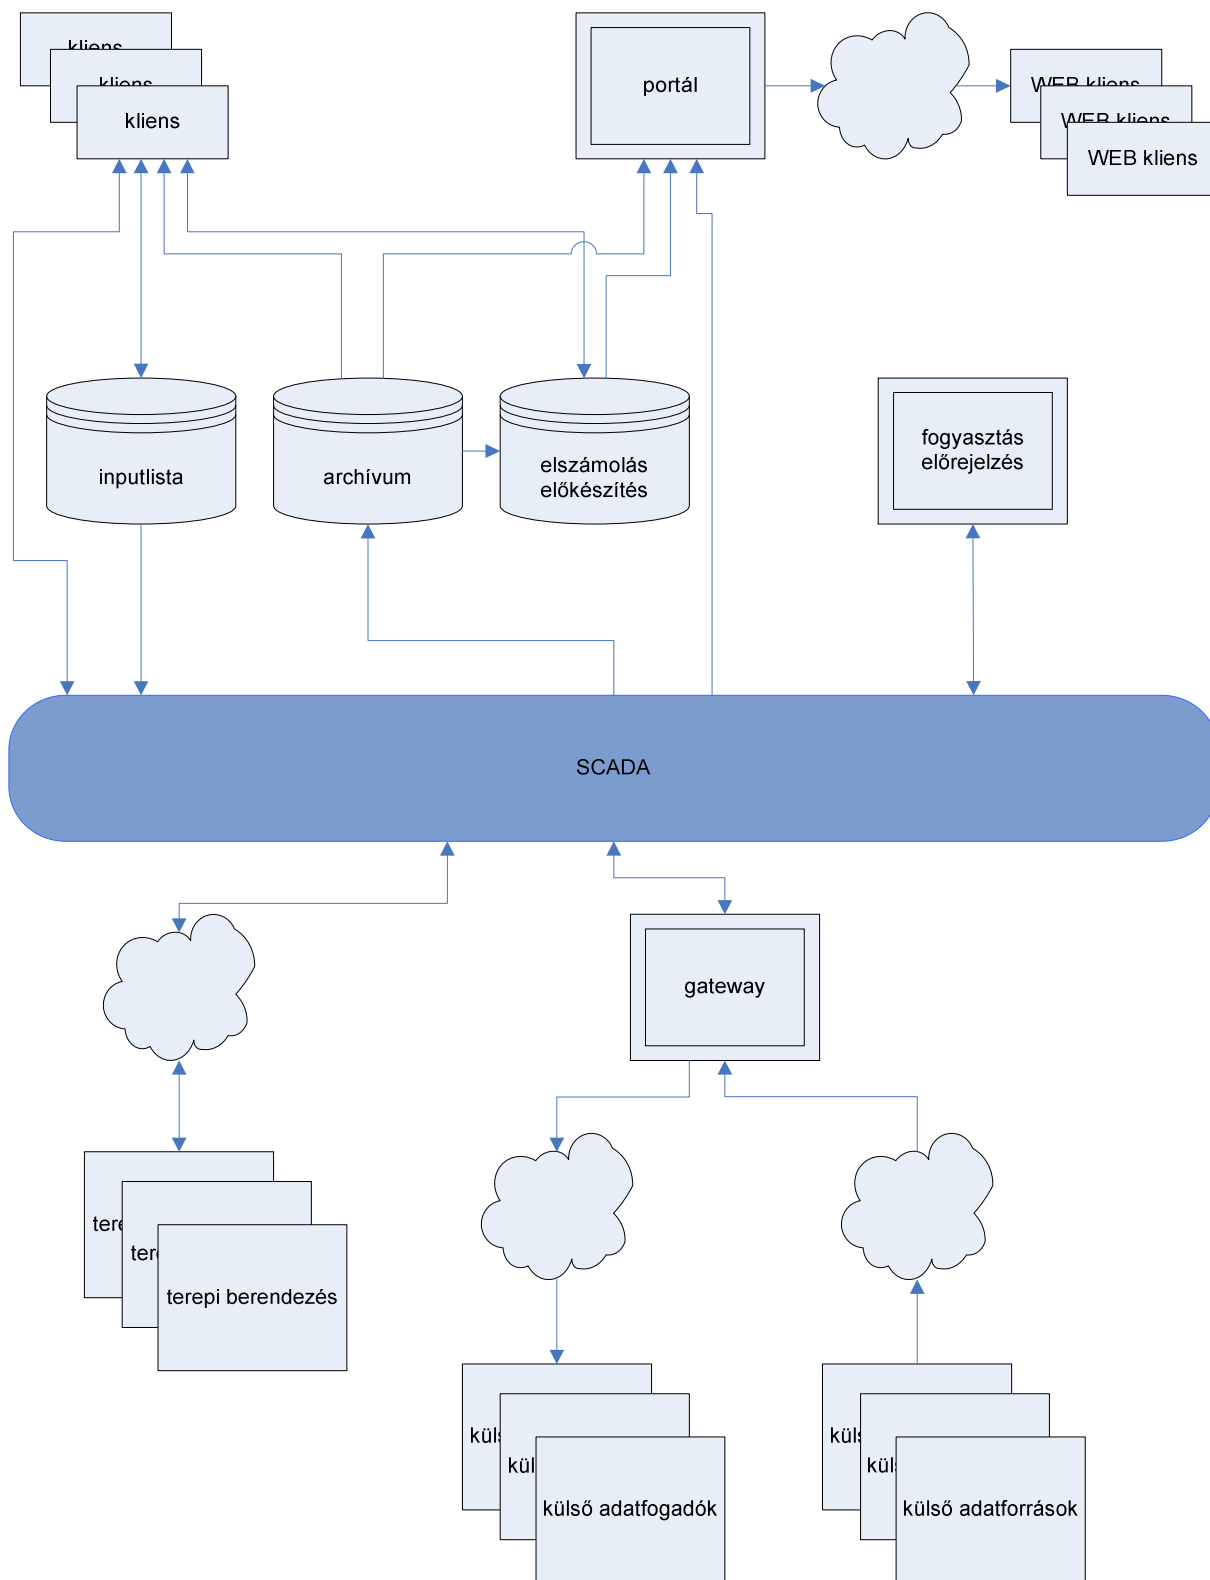 kliens
kliens
kliens
portál
WEB kliens
WEB kliens
WEB kliens
inputlista
archívum
elszámolás
előkészítés
fogyasztás
előrejelzés
SCADA
gateway
terepi berendezés
külső adatfogadók
külső adatforrások